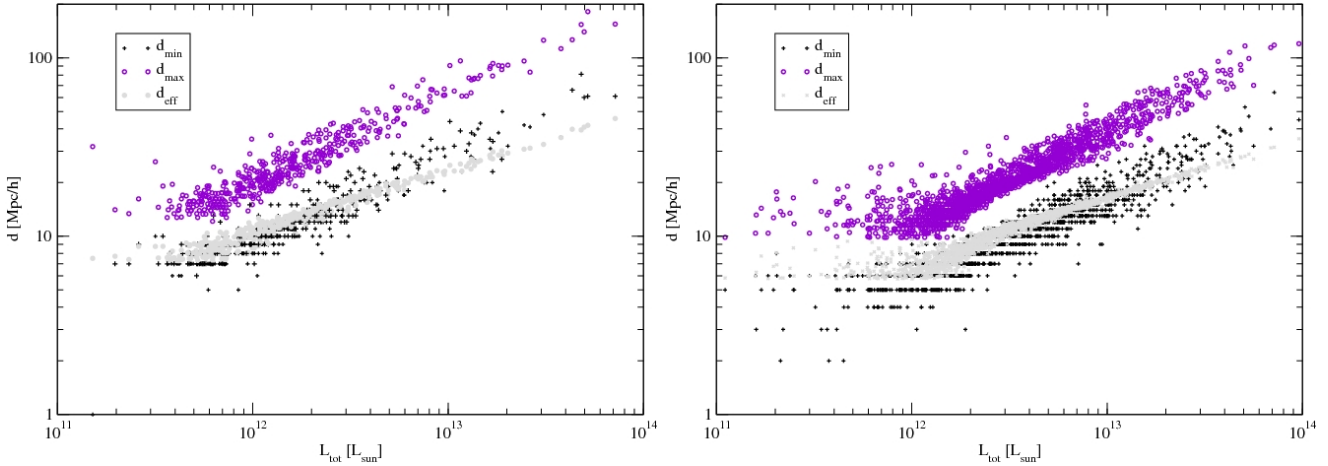 100
10
1
d [Mpc/h]
d_min
d_max
d_eff
10^11
10^12
10^13
10^14
L_tot [L_sun]
100
10
1
d [Mpc/h]
d_min
d_max
d_eff
10^11
10^12
10^13
10^14
L_tot [L_sun]